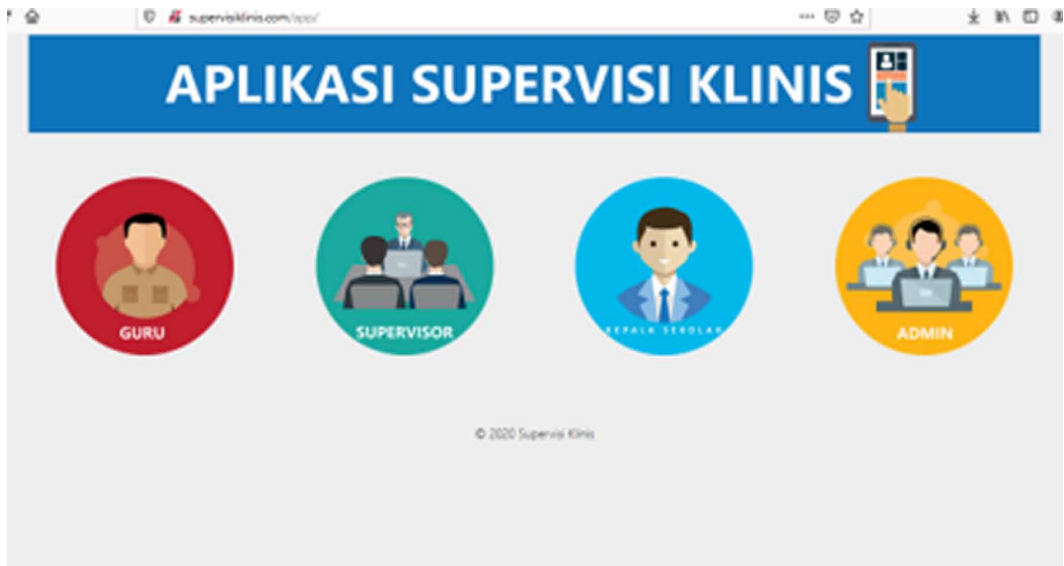 supervisiklinis.com/app/
APLIKASI SUPERVISI KLINIS
GURU
SUPERVISOR
KEPALA SEKOLAH
ADMIN
© 2020 Supervisi Klinis